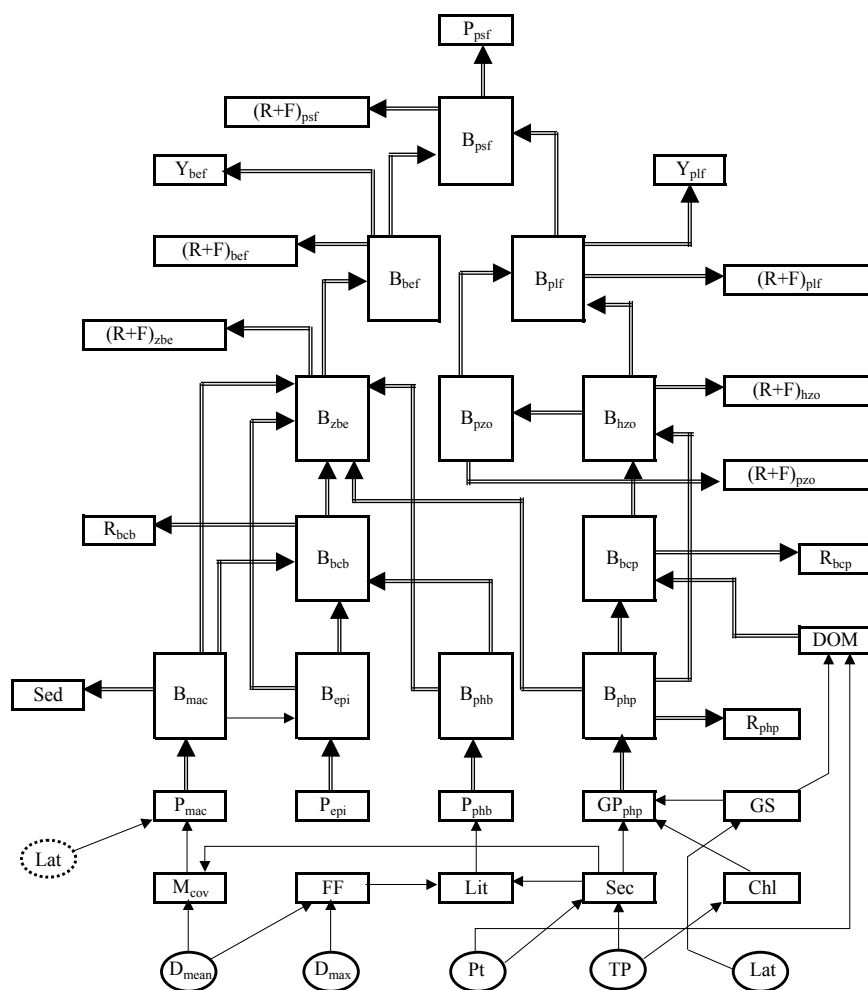 P_psf
(R+F)_psf
B_psf
Y_bef
Y_plf
(R+F)_bef
B_bef
B_plf
(R+F)_plf
(R+F)_zbe
B_zbe
B_pzo
B_hzo
(R+F)_hzo
(R+F)_pzo
R_bcb
B_bcb
B_bcp
R_bcp
DOM
Sed
B_mac
B_epi
B_phb
B_php
R_php
P_mac
P_epi
P_phb
GP_php
GS
Lat
M_cov
FF
Lit
Sec
Chl
D_mean
D_max
Pt
TP
Lat